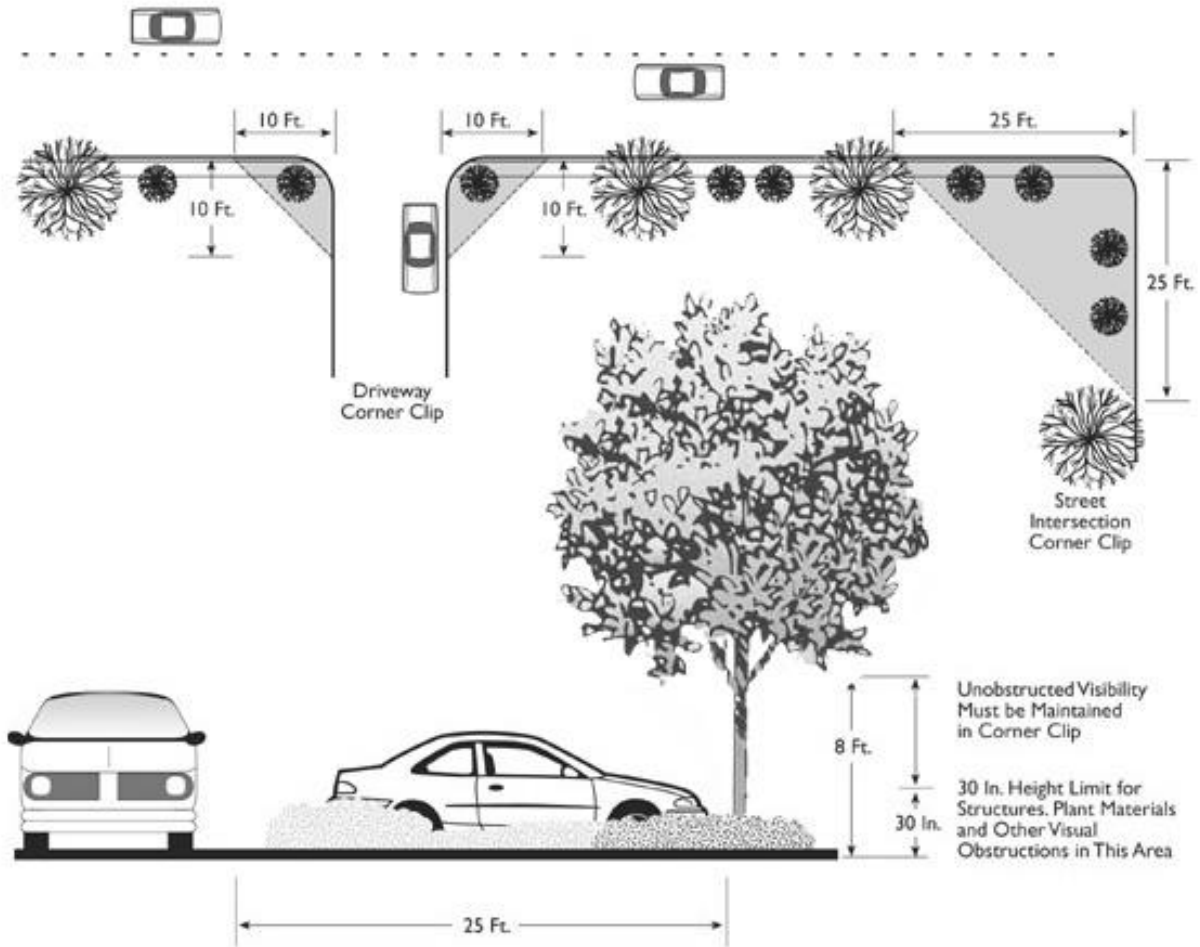 10 Ft.
10 Ft.
25 Ft.
10 Ft.
10 Ft.
25 Ft.
Driveway
Corner Clip
Street
Intersection
Corner Clip
Unobstructed Visibility
Must be Maintained
in Corner Clip
8 Ft.
30 In. Height Limit for
Structures. Plant Materials
and Other Visual
Obstructions in This Area
30 In.
25 Ft.